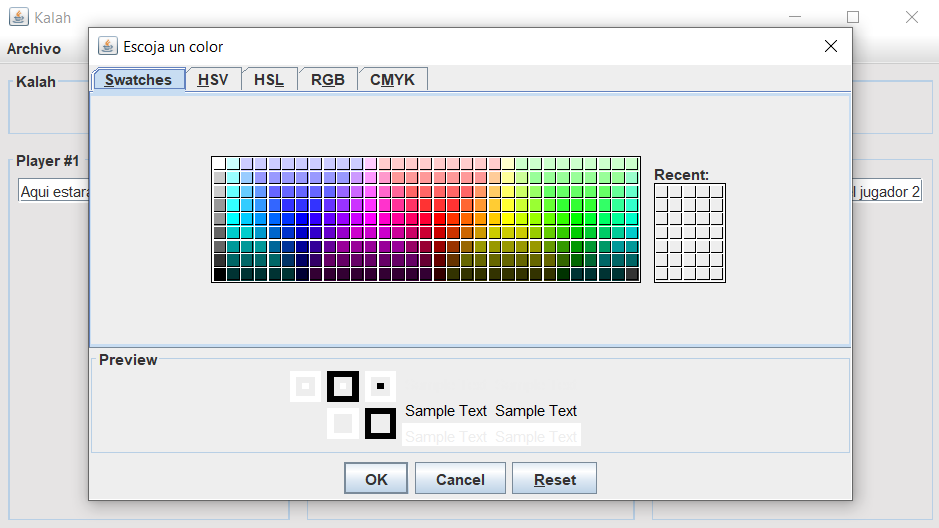 Kalah
Escoja un color
Archivo
Swatches HSV HSL RGB CMYK
Kalah
Player #1
Recent:
Aqui estara
l jugador 2
Preview
Sample Text Sample Text
Sample Text Sample Text
OK Cancel Reset